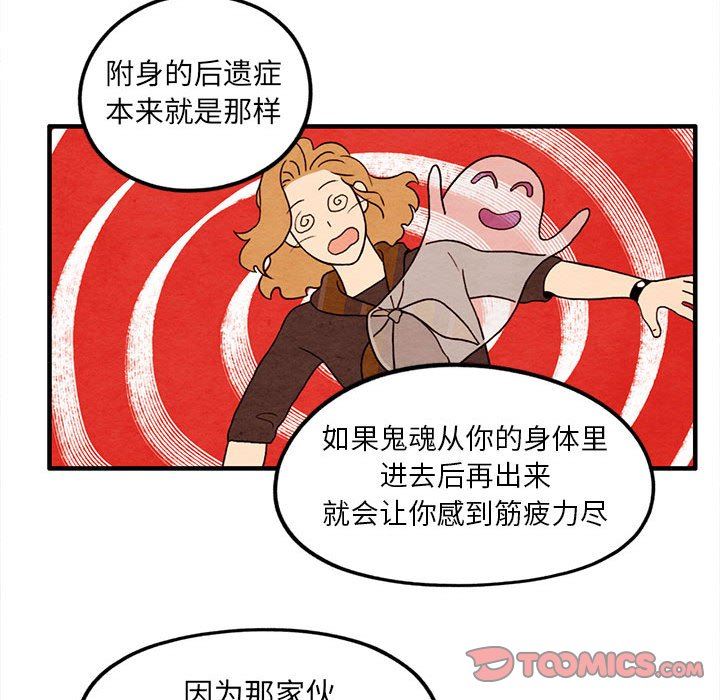 附身的后遗症
本来就是那样
如果鬼魂从你的身体里
进去后再出来
就会让你感到筋疲力尽
因为那家伙
TOOMICS.COM